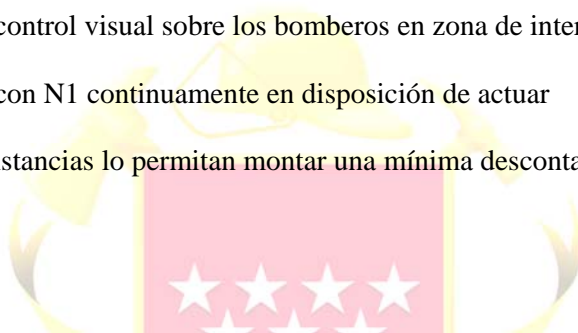 control visual sobre los bomberos en zona de inter
con N1 continuamente en disposición de actuar
stancias lo permitan montar una mínima desconta